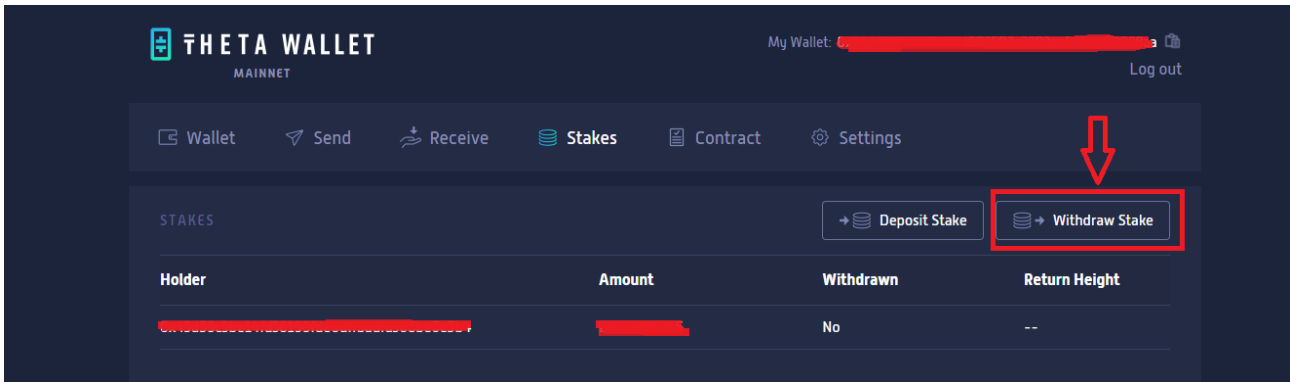 THETA WALLET
MAINNET
My Wallet:
Log out
Wallet Send Receive Stakes Contract Settings
STAKES Deposit Stake Withdraw Stake
Holder Amount Withdrawn Return Height
No --